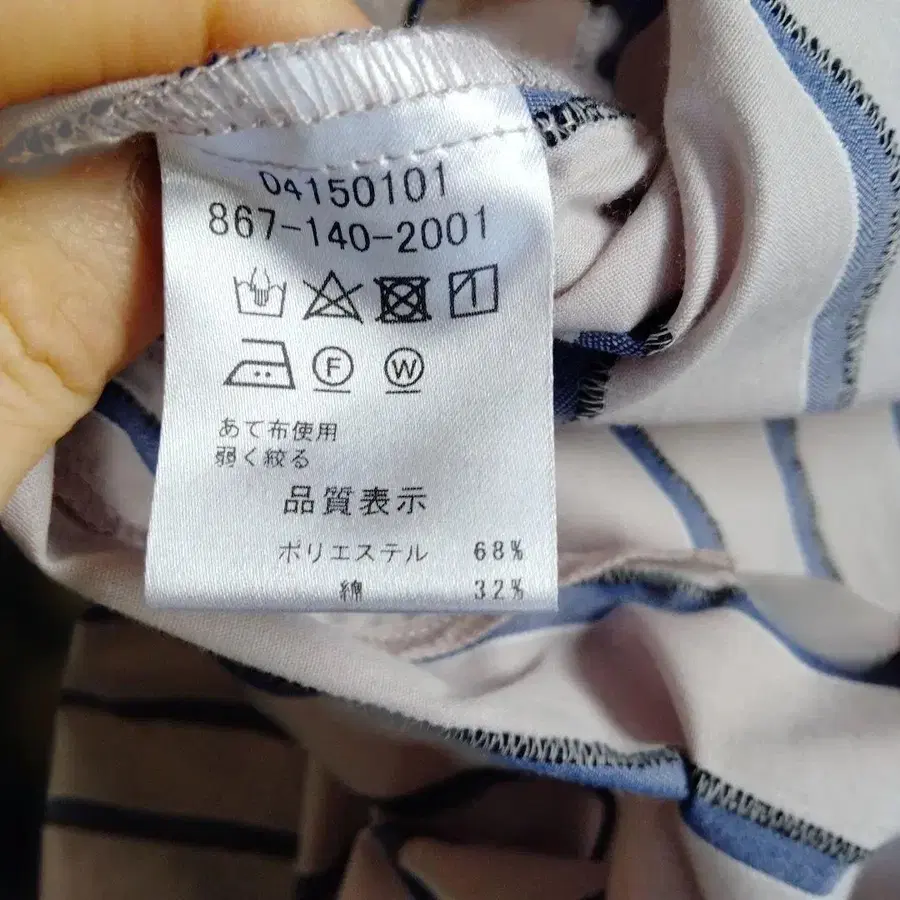 04150101
867-140-2001
F W
あて布使用
弱く絞る
品質表示
ポリエステル 68%
綿 32%